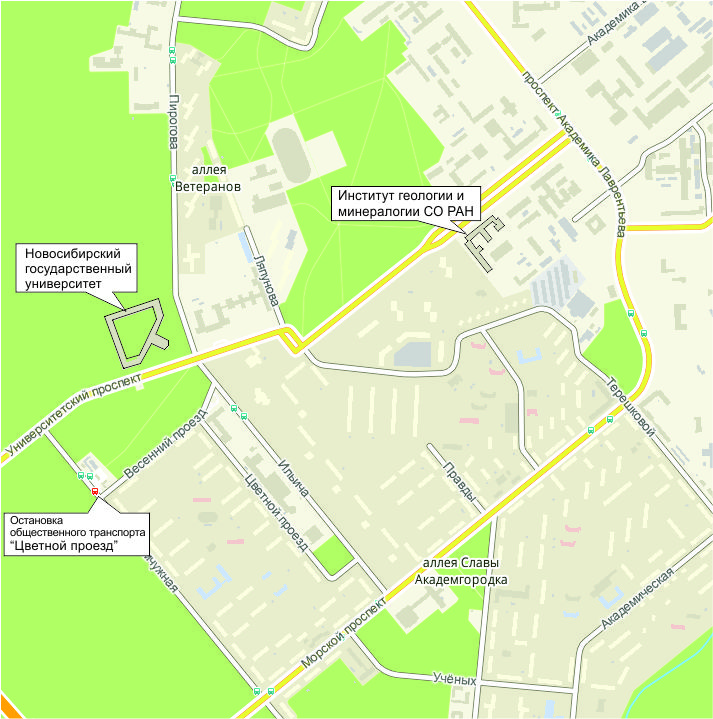 Академика
проспект Академика Лаврентьева
Пирогова
аллея
Ветеранов
Институт геологии и
минералогии СО РАН
Новосибирский
государственный
университет
Ляпунова
Университетский проспект
Весенний проезд
Терешковой
Ильича
Правды
Цветной проезд
Остановка
общественного транспорта
“Цветной проезд”
аллея Славы
Академгородка
Академическая
Морской проспект
Учёных